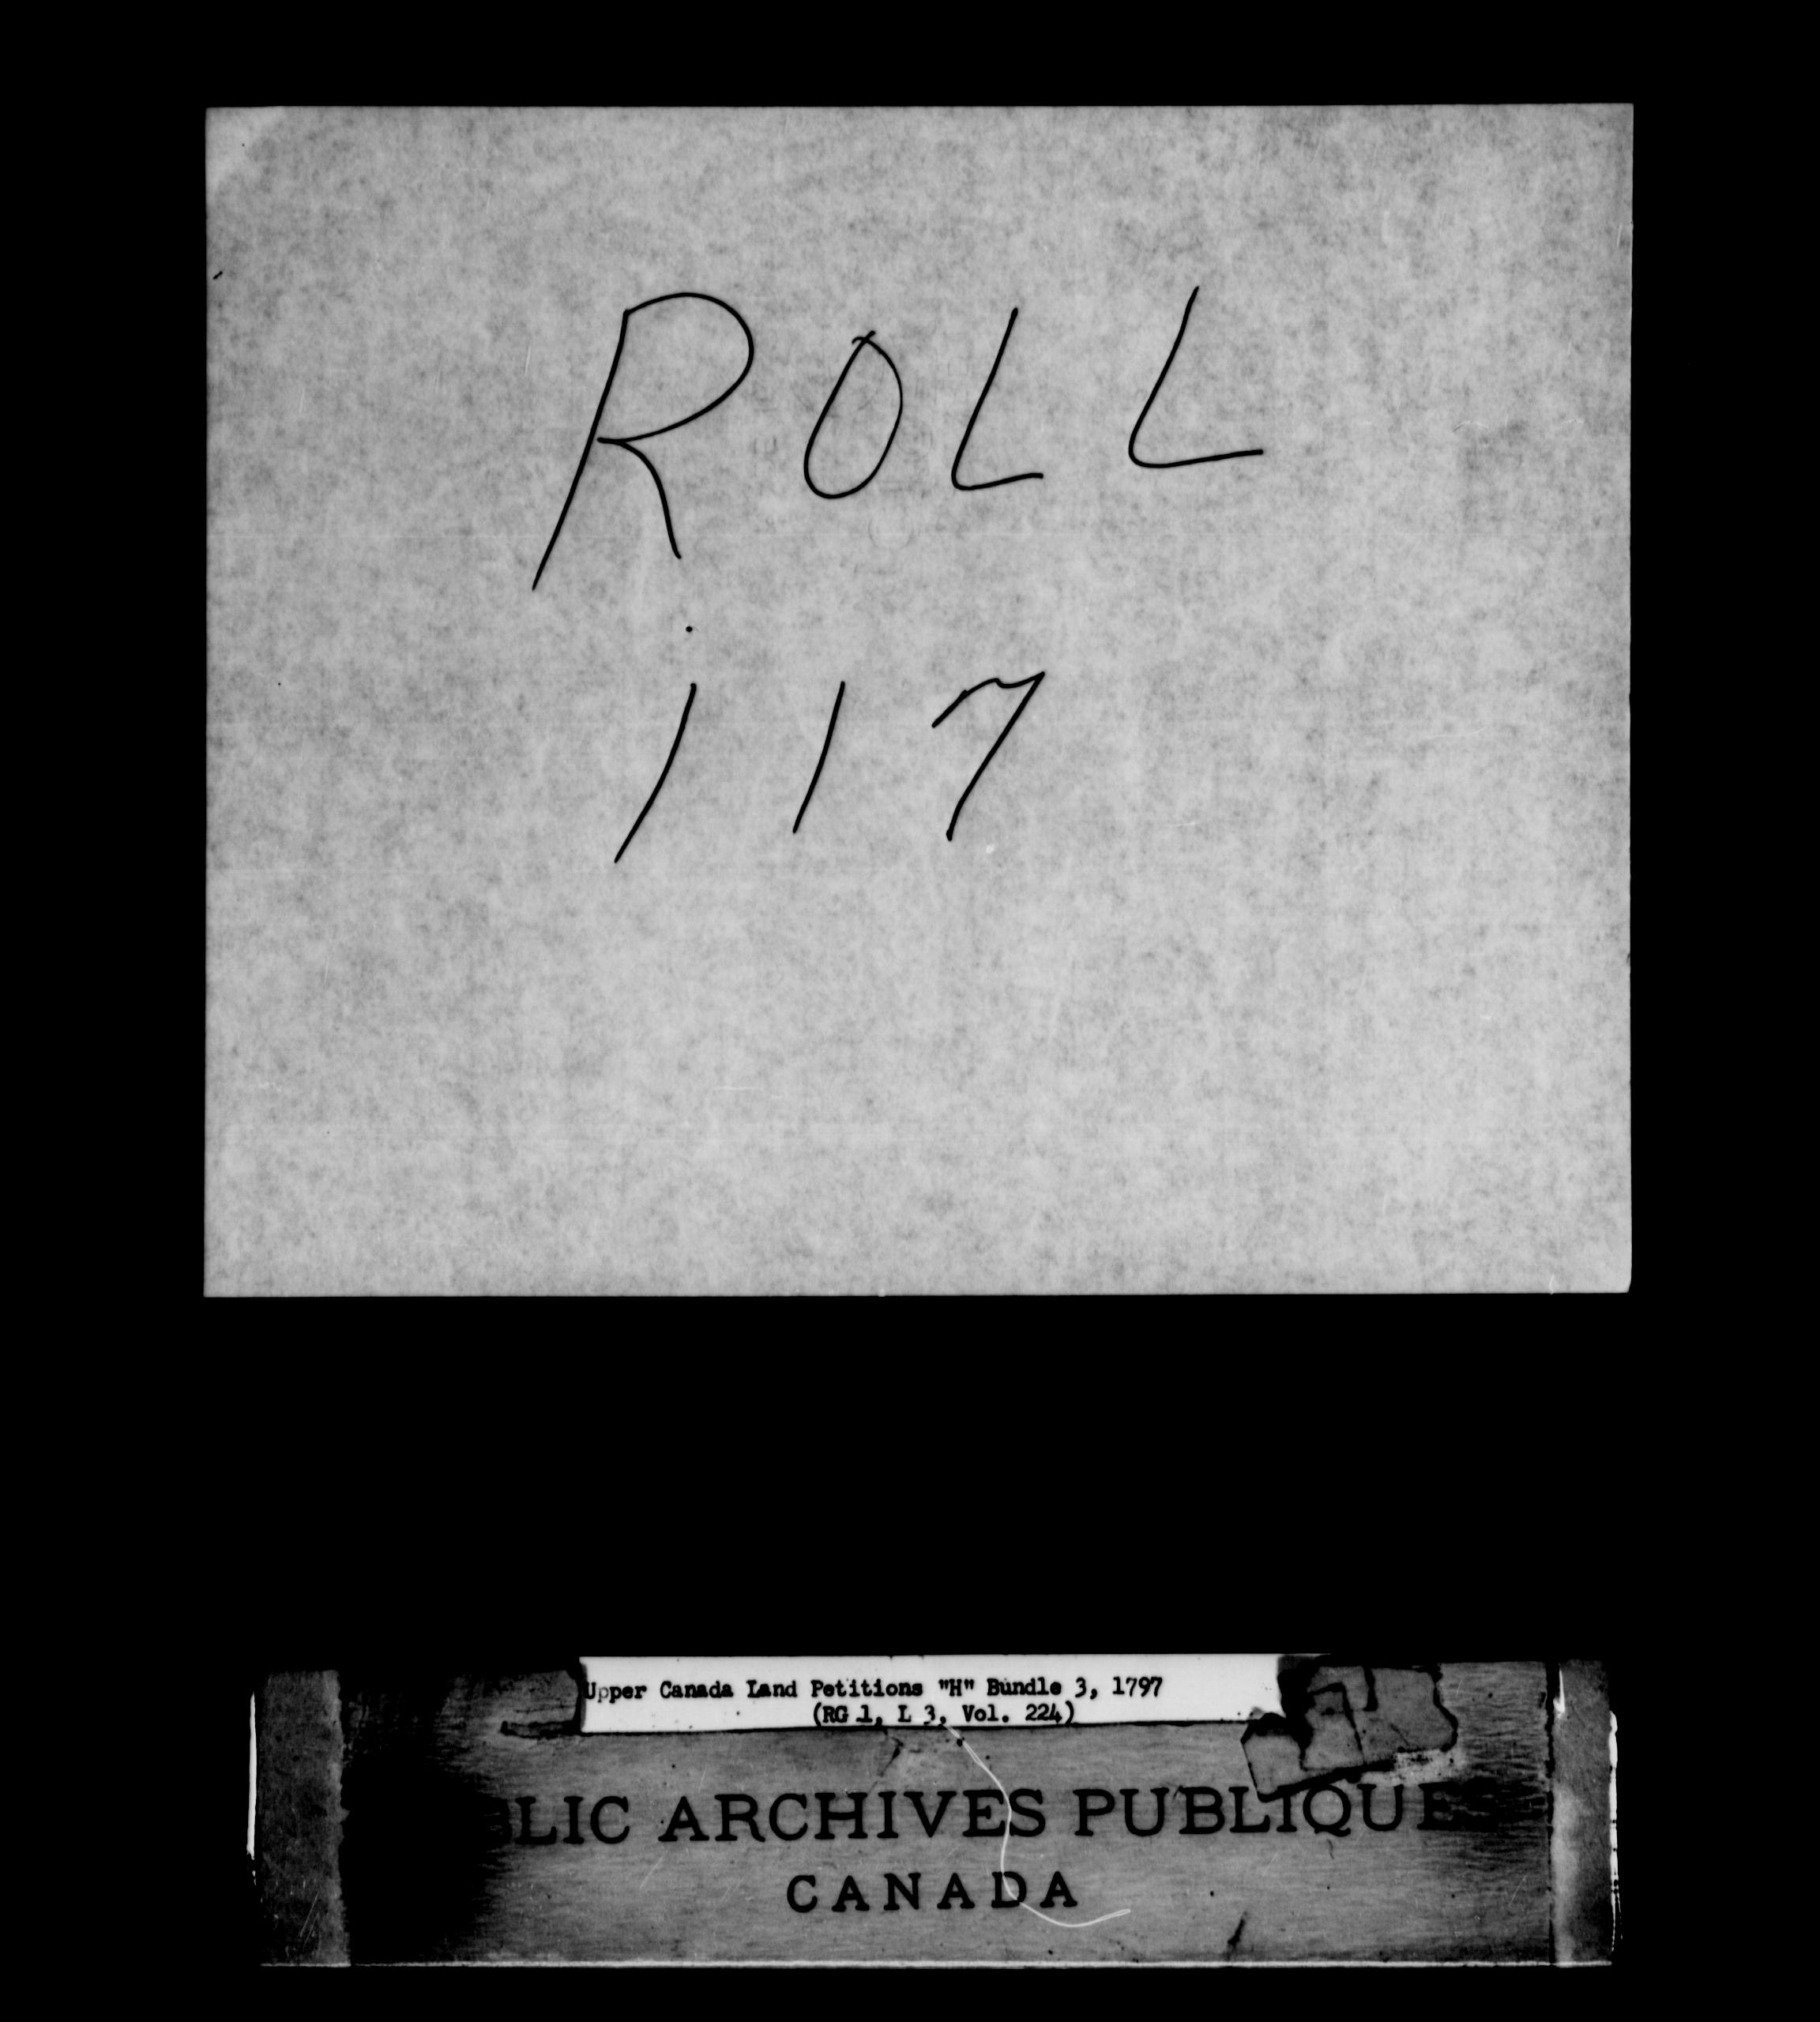 ROLL
117
Upper Canada Land Petitions "H" Bundle 3, 1797
(RG 1, L 3, Vol. 224)
BLIC ARCHIVES PUBLIQUE
CANADA